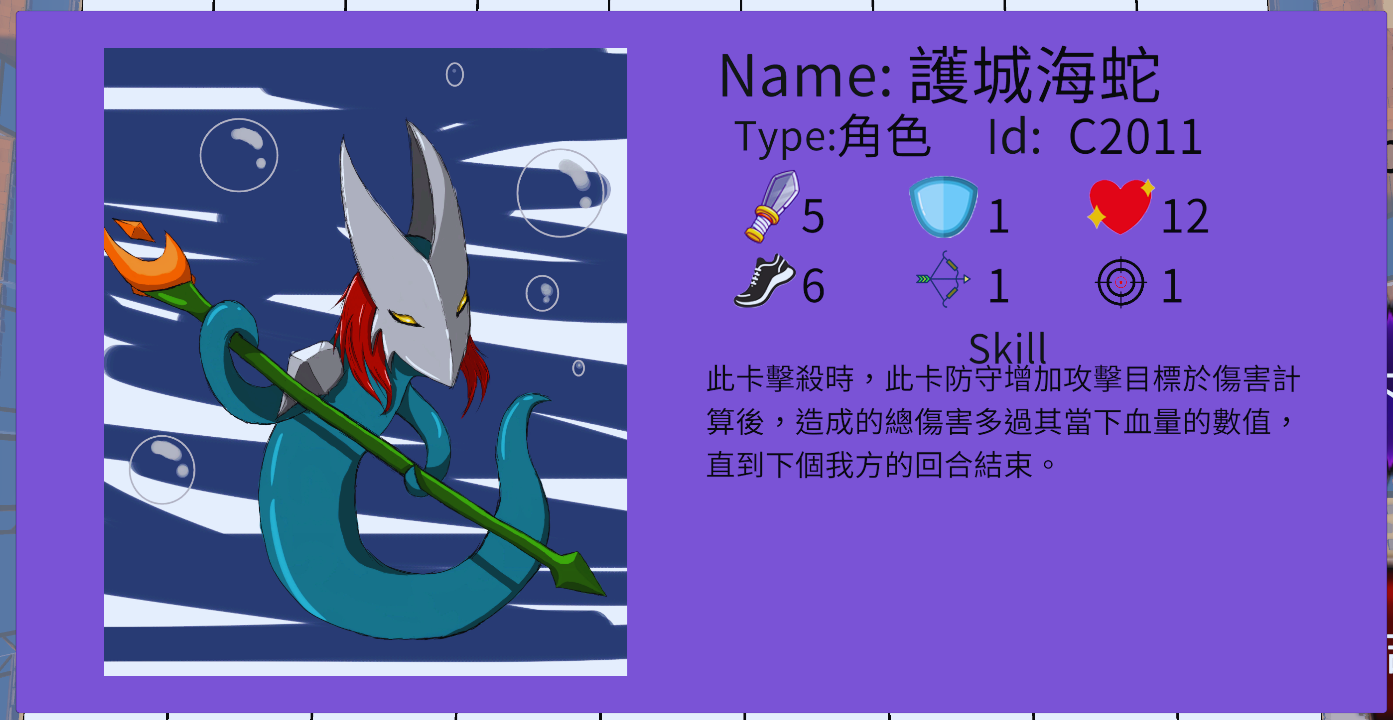 Name: 護城海蛇
Type:角色 Id: C2011
5 1 12
6 1 1
Skill
此卡擊殺時，此卡防守增加攻擊目標於傷害計
算後，造成的總傷害多過其當下血量的數值，
直到下個我方的回合結束。